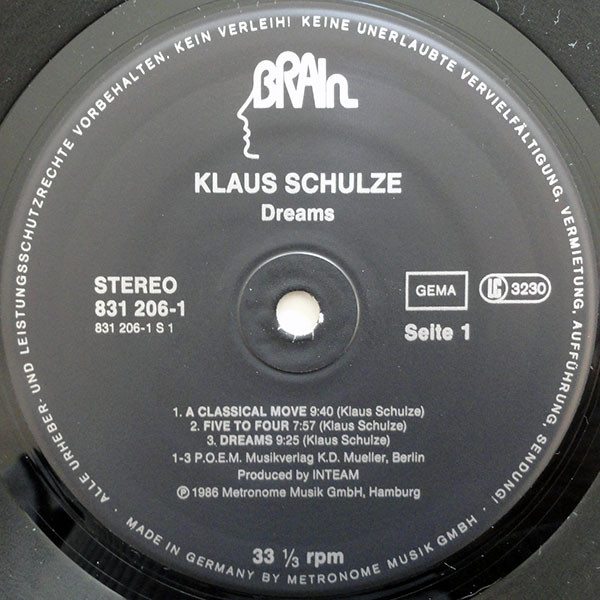 ALLE URHEBER- UND LEISTUNGSSCHUTZRECHTE VORBEHALTEN. KEIN VERLEIH! KEINE UNERLAUBTE VERVIELFÄLTIGUNG, VERMIETUNG, AUFFÜHRUNG, SENDUNG!
BRAIN
KLAUS SCHULZE
Dreams
STEREO
831 206-1
831 206-1 S 1
GEMA
LC 3230
Seite 1
1. A CLASSICAL MOVE 9:40 (Klaus Schulze)
2. FIVE TO FOUR 7:57 (Klaus Schulze)
3. DREAMS 9:25 (Klaus Schulze)
1-3 P.O.E.M. Musikverlag K.D. Mueller, Berlin
Produced by INTEAM
℗ 1986 Metronome Musik GmbH, Hamburg
33 ⅓ rpm
· MADE IN GERMANY BY METRONOME MUSIK GMBH ·